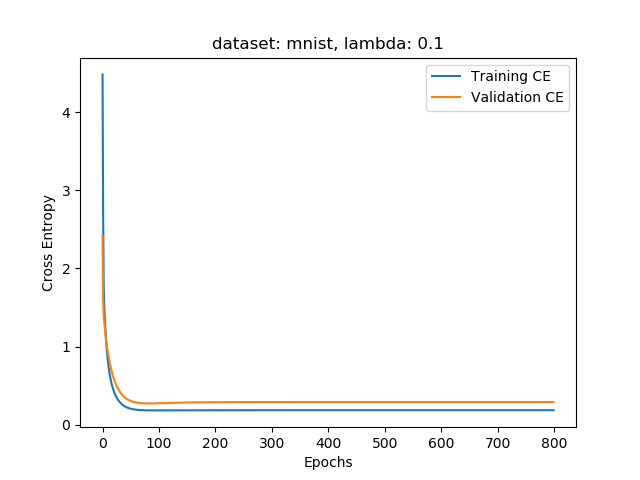 dataset: mnist, lambda: 0.1
Training CE
Validation CE
Cross Entropy
4
3
2
1
0
0 100 200 300 400 500 600 700 800
Epochs